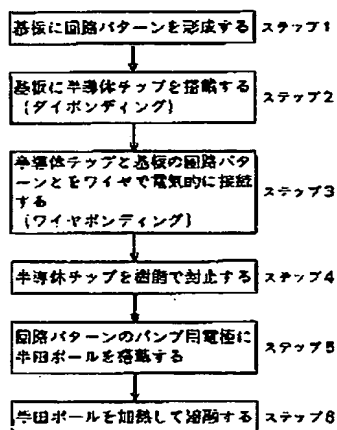 基板に回路パターンを形成する ステップ1
基板に半導体チップを搭載する ステップ2
(ダイボンディング)
半導体チップと基板の回路パタ
ーンとをワイヤで電気的に接続 ステップ3
する
(ワイヤボンディング)
半導体チップを樹脂で封止する ステップ4
回路パターンのバンプ用電極に ステップ5
半田ボールを搭載する
半田ボールを加熱して溶融する ステップ6